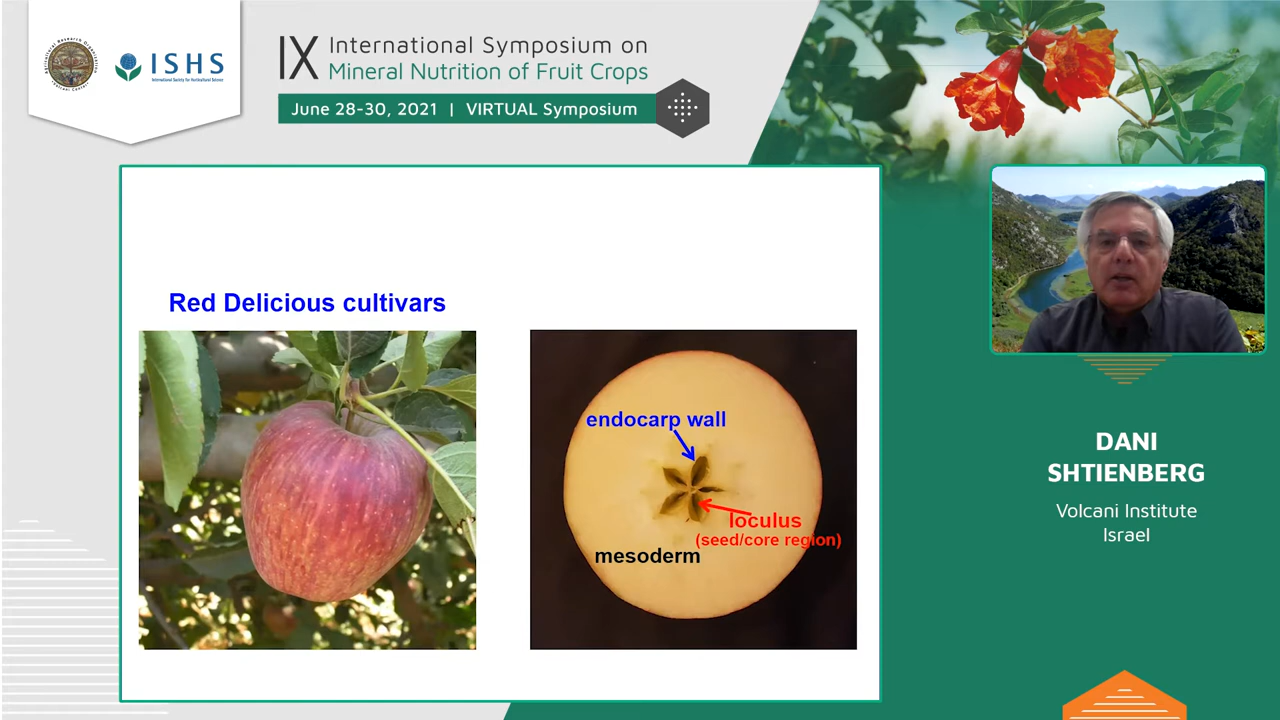 ISHS
International Society for Horticultural Science
IX International Symposium on
Mineral Nutrition of Fruit Crops
June 28-30, 2021 | VIRTUAL Symposium
Red Delicious cultivars
endocarp wall
loculus
(seed/core region)
mesoderm
DANI
SHTIENBERG
Volcani Institute
Israel